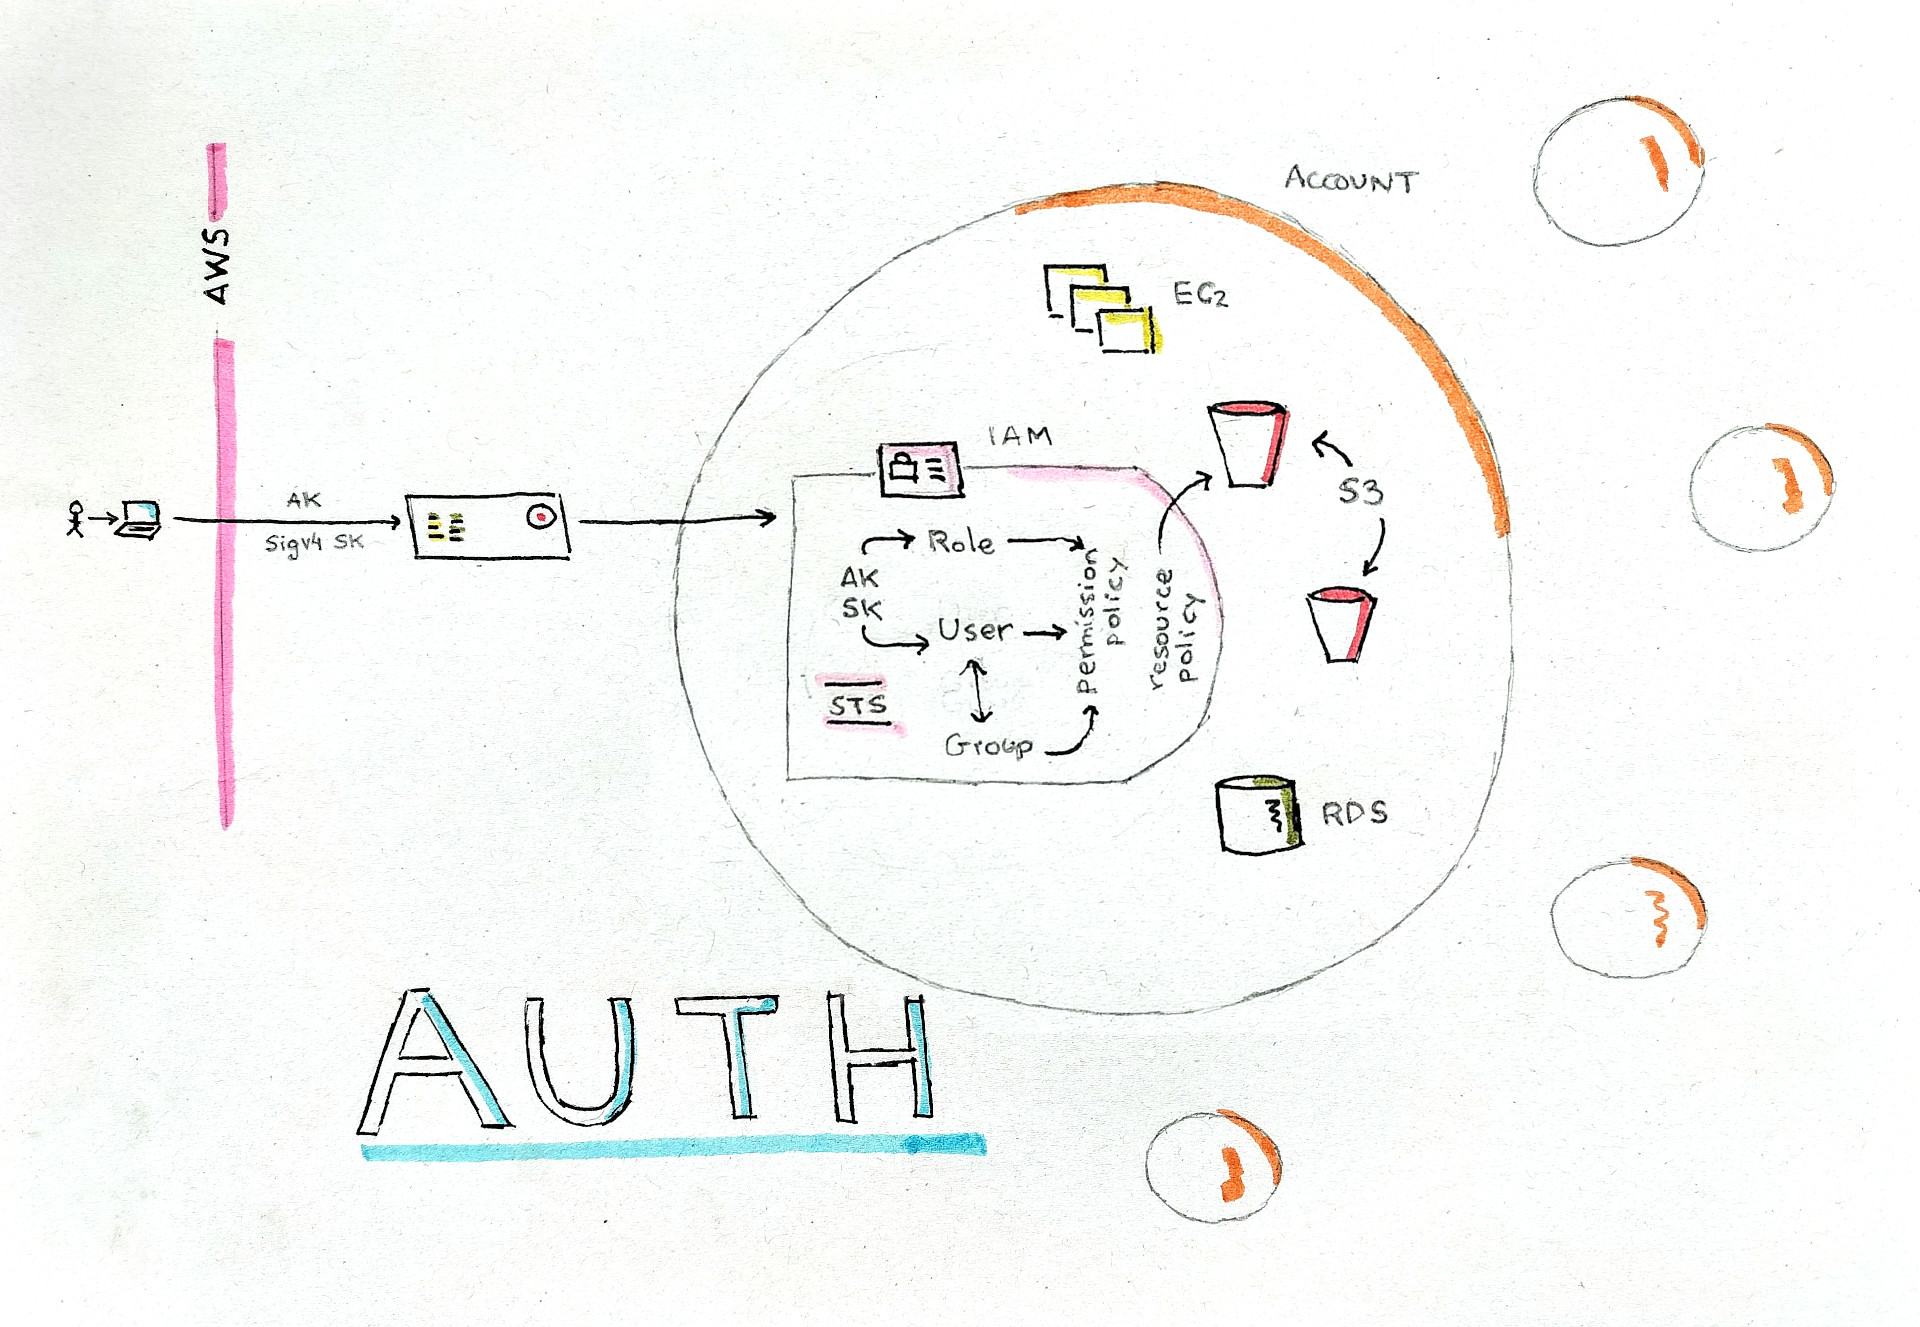 ACCOUNT
AWS
EC2
IAM
AK
Sigv4 SK
S3
Role
AK
SK
User
Permission
policy
resource
policy
STS
Group
RDS
AUTH